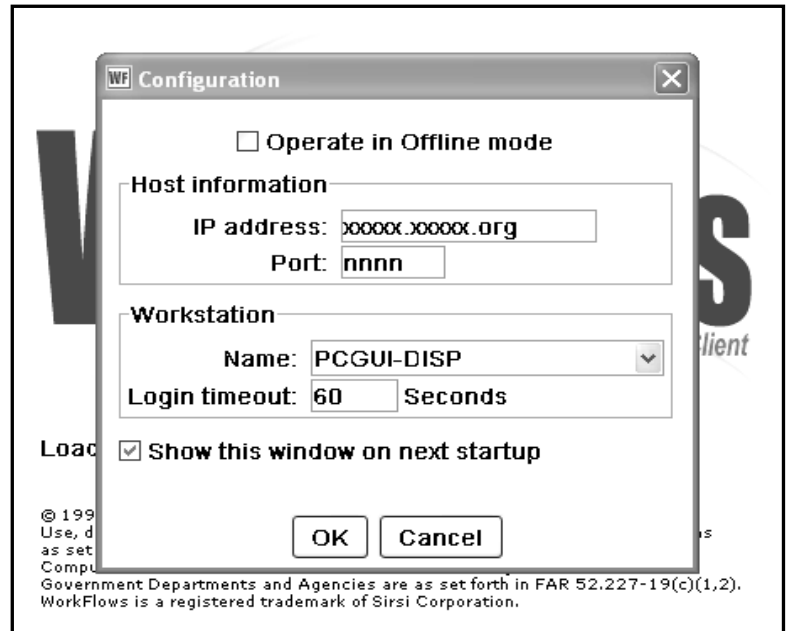 WF Configuration
Operate in Offline mode
Host information
IP address: xxxxx.xxxxx.org
Port: nnnn
Workstation
Name: PCGUI-DISP
Login timeout: 60 Seconds
Show this window on next startup
OK Cancel
W S
Client
Load
© 199
Use, d s
as set
Compu
Government Departments and Agencies are as set forth in FAR 52.227-19(c)(1,2).
WorkFlows is a registered trademark of Sirsi Corporation.